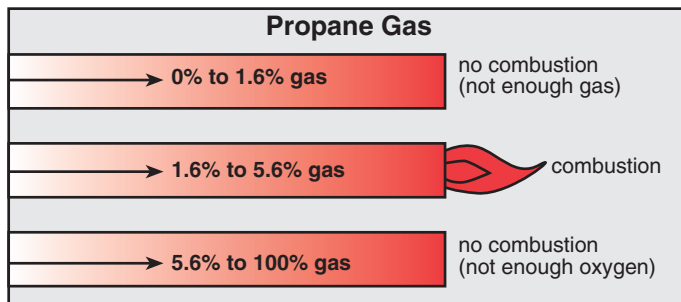 Propane Gas
0% to 1.6% gas
no combustion
(not enough gas)
1.6% to 5.6% gas
combustion
5.6% to 100% gas
no combustion
(not enough oxygen)